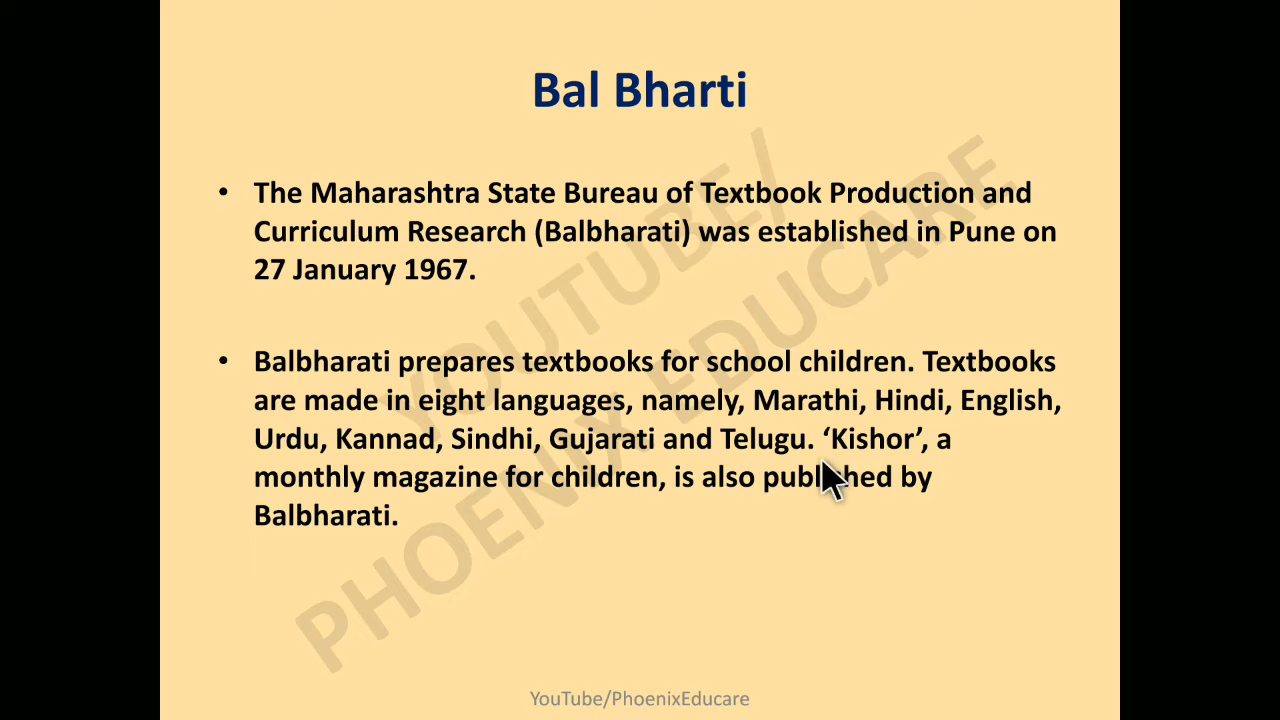 Bal Bharti
• The Maharashtra State Bureau of Textbook Production and
Curriculum Research (Balbharati) was established in Pune on
27 January 1967.
• Balbharati prepares textbooks for school children. Textbooks
are made in eight languages, namely, Marathi, Hindi, English,
Urdu, Kannad, Sindhi, Gujarati and Telugu. ‘Kishor’, a
monthly magazine for children, is also published by
Balbharati.
YOUTUBE/
PHOENIX EDUCARE
YouTube/PhoenixEducare